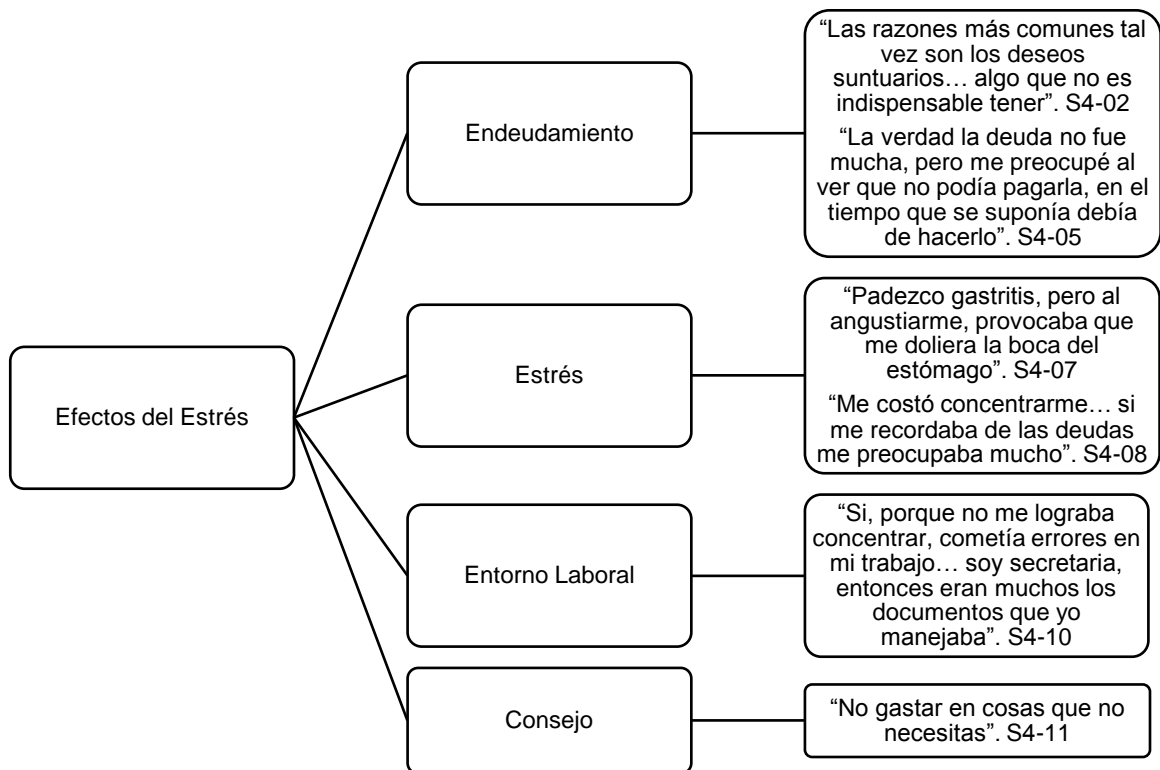 Efectos del Estrés
Endeudamiento
“Las razones más comunes tal
vez son los deseos
suntuarios… algo que no es
indispensable tener”. S4-02
“La verdad la deuda no fue
mucha, pero me preocupé al
ver que no podía pagarla, en el
tiempo que se suponía debía
de hacerlo”. S4-05
Estrés
“Padezco gastritis, pero al
angustiarme, provocaba que
me doliera la boca del
estómago”. S4-07
“Me costó concentrarme… si
me recordaba de las deudas
me preocupaba mucho”. S4-08
Entorno Laboral
“Si, porque no me lograba
concentrar, cometía errores en
mi trabajo… soy secretaria,
entonces eran muchos los
documentos que yo
manejaba”. S4-10
Consejo
“No gastar en cosas que no
necesitas”. S4-11